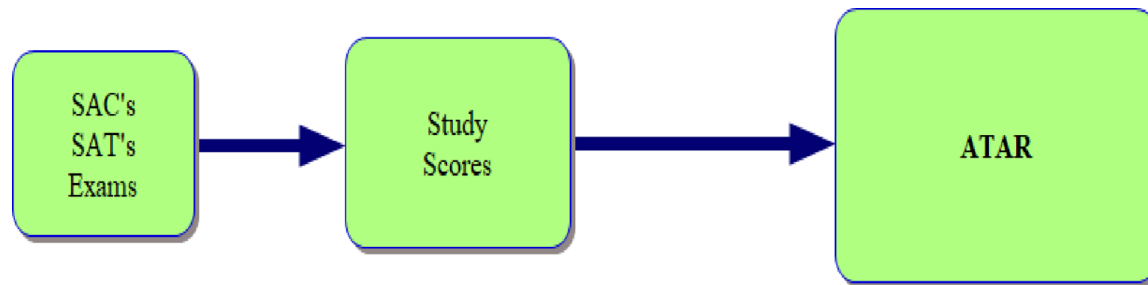 SAC's
SAT's
Exams
Study
Scores
ATAR